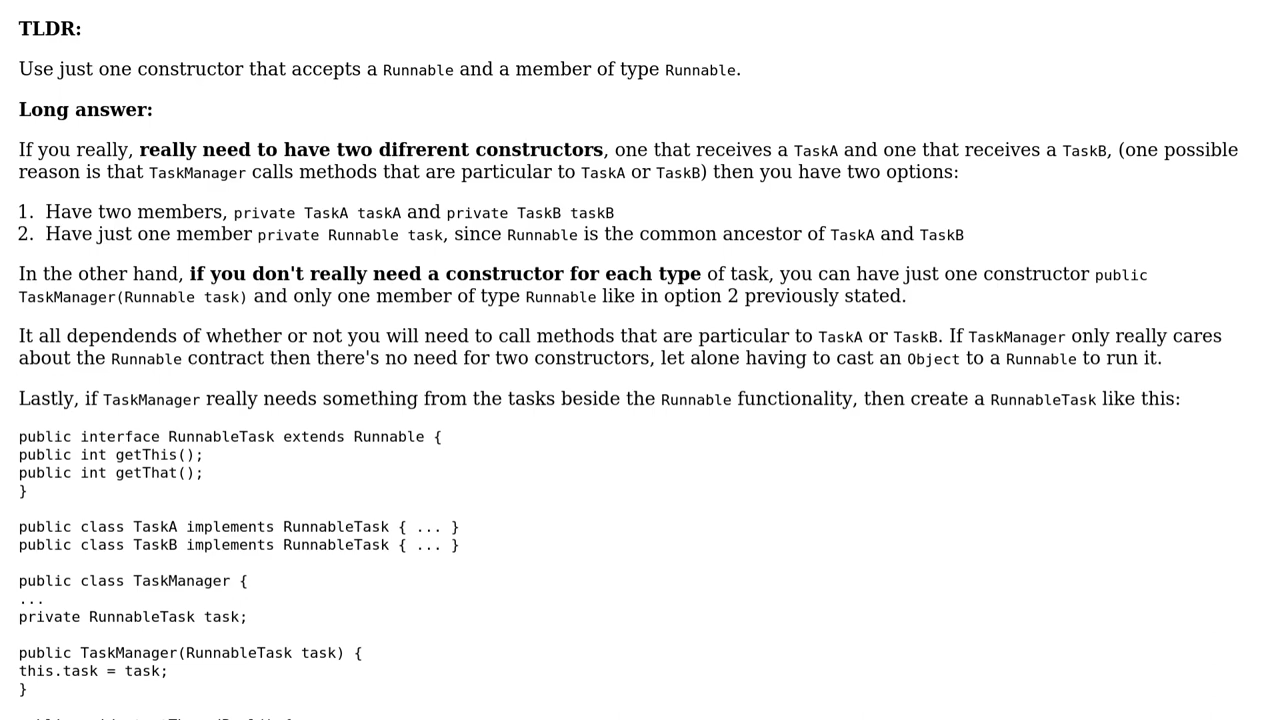 TLDR:
Use just one constructor that accepts a Runnable and a member of type Runnable.
Long answer:
If you really, really need to have two difrerent constructors, one that receives a TaskA and one that receives a TaskB, (one possible
reason is that TaskManager calls methods that are particular to TaskA or TaskB) then you have two options:
1. Have two members, private TaskA taskA and private TaskB taskB
2. Have just one member private Runnable task, since Runnable is the common ancestor of TaskA and TaskB
In the other hand, if you don't really need a constructor for each type of task, you can have just one constructor public
TaskManager(Runnable task) and only one member of type Runnable like in option 2 previously stated.
It all dependends of whether or not you will need to call methods that are particular to TaskA or TaskB. If TaskManager only really cares
about the Runnable contract then there's no need for two constructors, let alone having to cast an Object to a Runnable to run it.
Lastly, if TaskManager really needs something from the tasks beside the Runnable functionality, then create a RunnableTask like this:
public interface RunnableTask extends Runnable {
public int getThis();
public int getThat();
}
public class TaskA implements RunnableTask { ... }
public class TaskB implements RunnableTask { ... }
public class TaskManager {
...
private RunnableTask task;
public TaskManager(RunnableTask task) {
this.task = task;
}